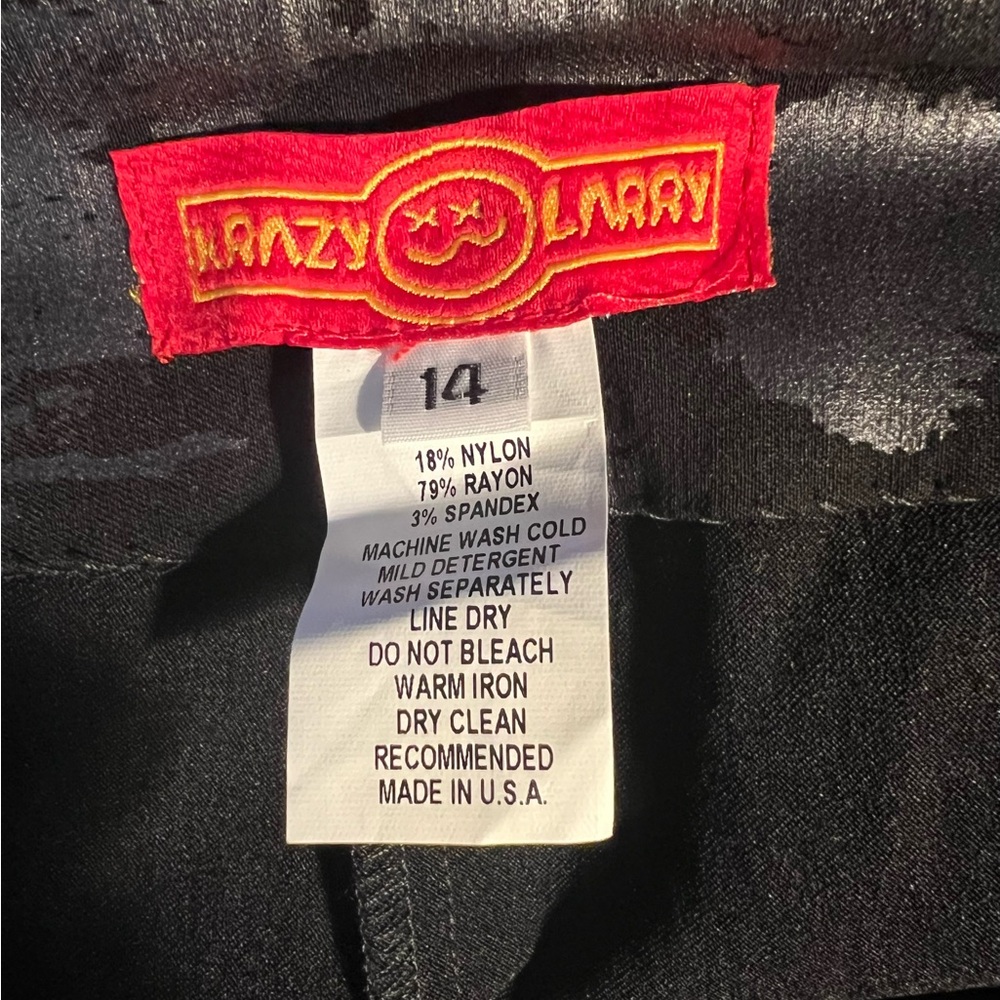 KRAZY LARRY
14
18% NYLON
79% RAYON
3% SPANDEX
MACHINE WASH COLD
MILD DETERGENT
WASH SEPARATELY
LINE DRY
DO NOT BLEACH
WARM IRON
DRY CLEAN
RECOMMENDED
MADE IN U.S.A.